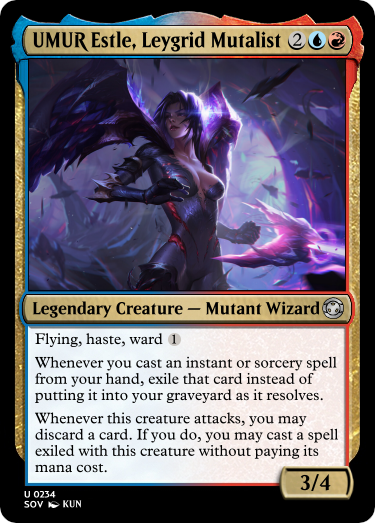 UMUR Estle, Leygrid Mutalist 2
Legendary Creature — Mutant Wizard
Flying, haste, ward 1
Whenever you cast an instant or sorcery spell
from your hand, exile that card instead of
putting it into your graveyard as it resolves.
Whenever this creature attacks, you may
discard a card. If you do, you may cast a spell
exiled with this creature without paying its
mana cost.
3/4
U 0234
SOV KUN